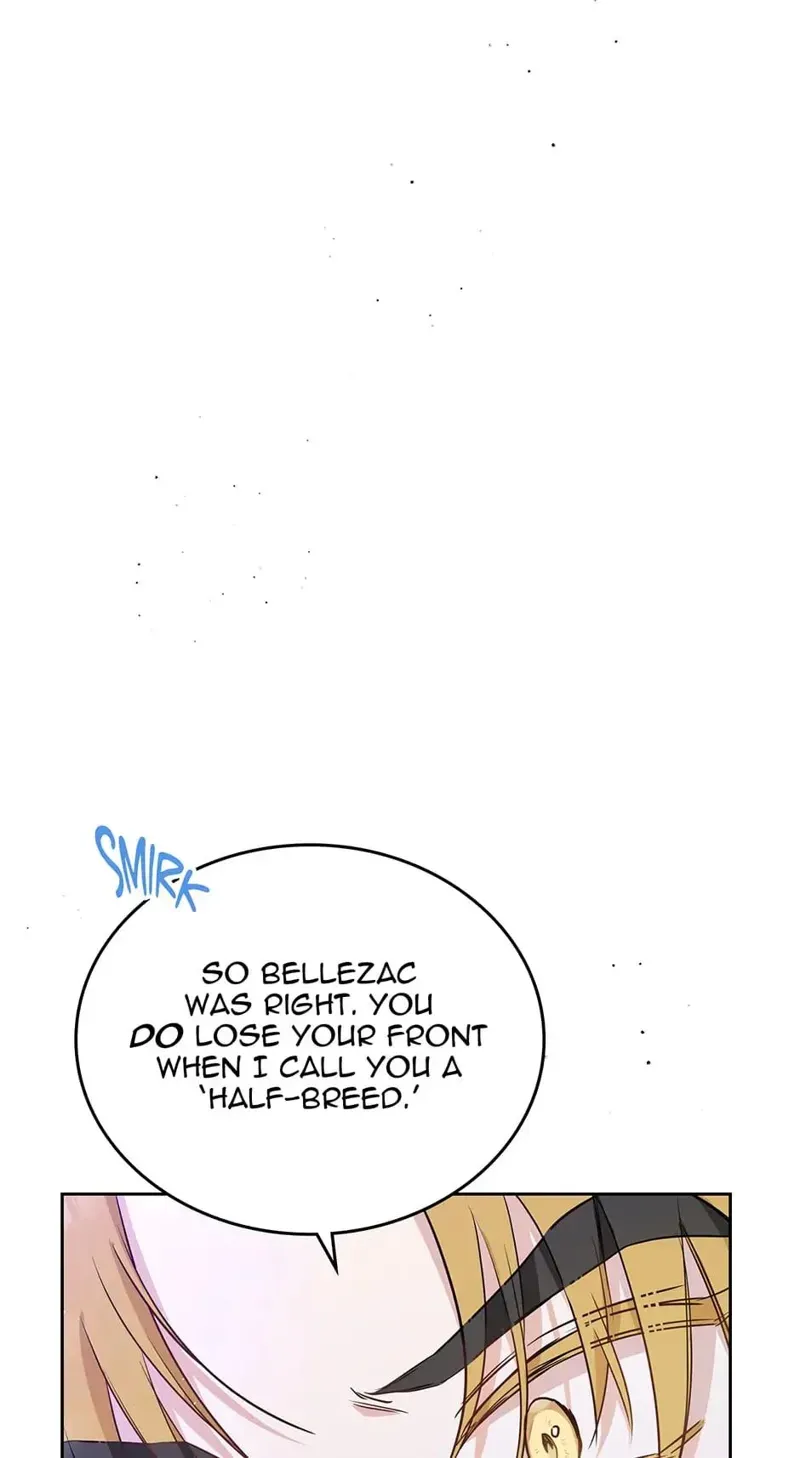 SMIRK
SO BELLEZAC
WAS RIGHT. YOU
DO LOSE YOUR FRONT
WHEN I CALL YOU A
'HALF-BREED.'